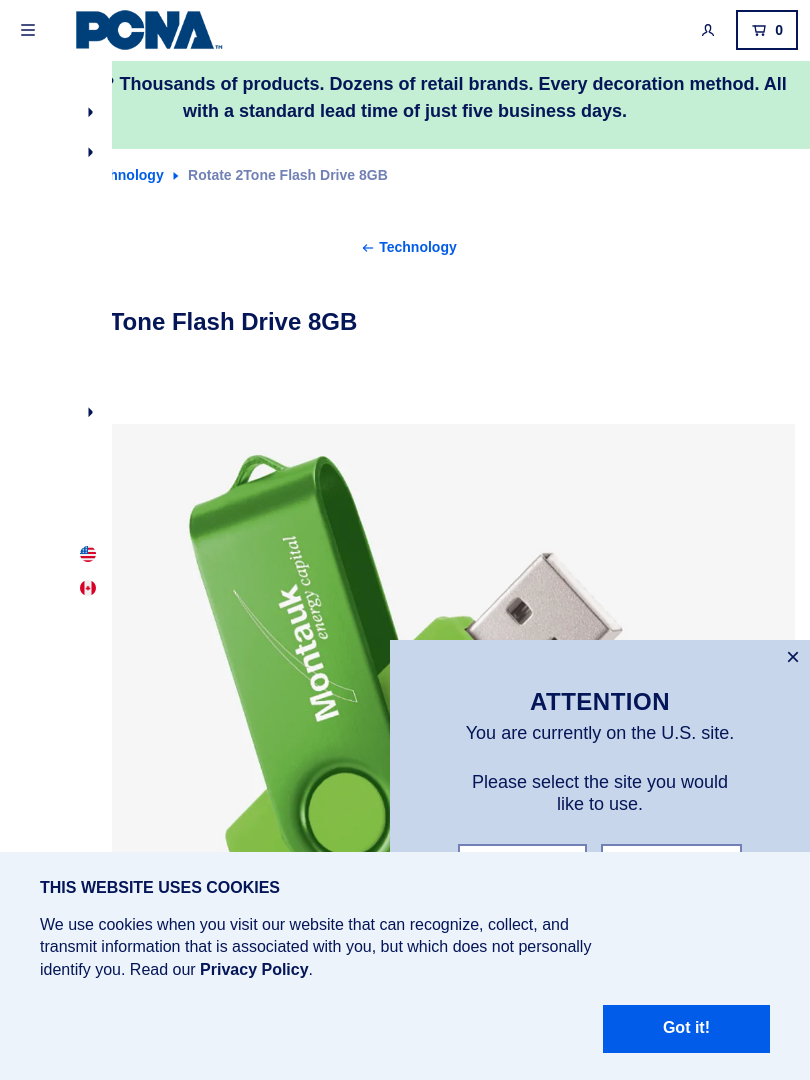 PCNA
0
? Thousands of products. Dozens of retail brands. Every decoration method. All
with a standard lead time of just five business days.
hnology Rotate 2Tone Flash Drive 8GB
Technology
Tone Flash Drive 8GB
Montauk
energy capital
ATTENTION
You are currently on the U.S. site.
Please select the site you would
like to use.
THIS WEBSITE USES COOKIES
We use cookies when you visit our website that can recognize, collect, and
transmit information that is associated with you, but which does not personally
identify you. Read our Privacy Policy.
Got it!